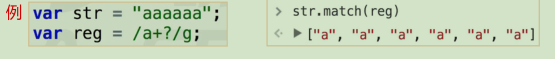 例 var str = "aaaaaa";
var reg = /a+?/g;
> str.match(reg)
["a", "a", "a", "a", "a", "a"]